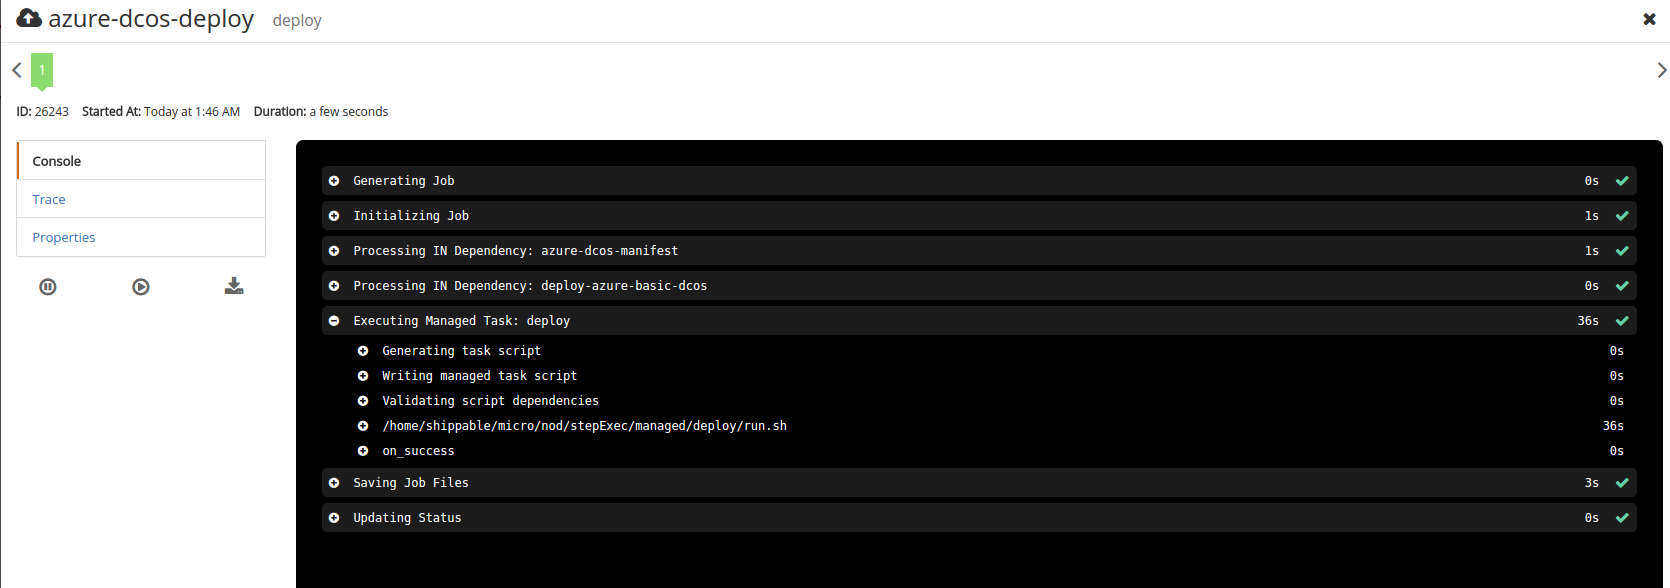 azure-dcos-deploy deploy
1
ID: 26243 Started At: Today at 1:46 AM Duration: a few seconds
Console
Trace
Properties
Generating Job 0s
Initializing Job 1s
Processing IN Dependency: azure-dcos-manifest 1s
Processing IN Dependency: deploy-azure-basic-dcos 0s
Executing Managed Task: deploy 36s
Generating task script 0s
Writing managed task script 0s
Validating script dependencies 0s
/home/shippable/micro/nod/stepExec/managed/deploy/run.sh 36s
on_success 0s
Saving Job Files 3s
Updating Status 0s